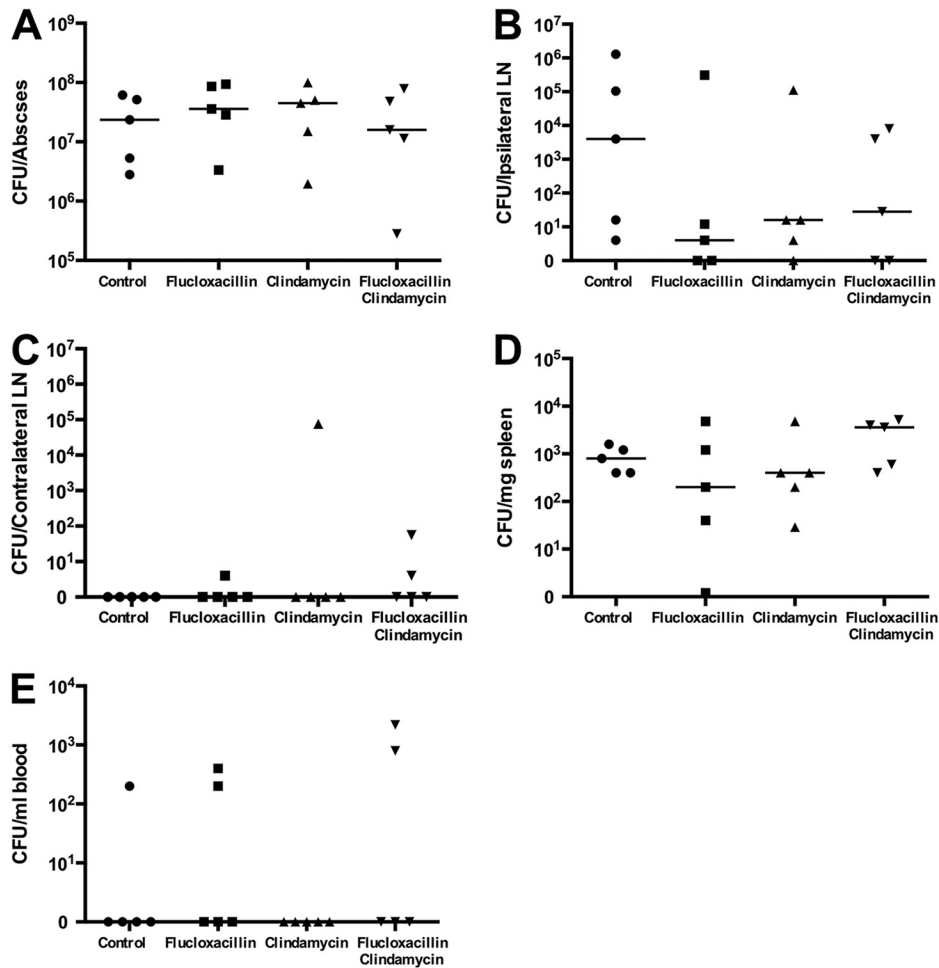 A
CFU/Abscses
10⁹
10⁸
10⁷
10⁶
10⁵
Control Flucloxacillin Clindamycin Flucloxacillin
Clindamycin
B
CFU/Ipsilateral LN
10⁷
10⁶
10⁵
10⁴
10³
10²
10¹
0
Control Flucloxacillin Clindamycin Flucloxacillin
Clindamycin
C
CFU/Contralateral LN
10⁷
10⁶
10⁵
10⁴
10³
10²
10¹
0
Control Flucloxacillin Clindamycin Flucloxacillin
Clindamycin
D
CFU/mg spleen
10⁵
10⁴
10³
10²
10¹
0
Control Flucloxacillin Clindamycin Flucloxacillin
Clindamycin
E
CFU/ml blood
10⁴
10³
10²
10¹
0
Control Flucloxacillin Clindamycin Flucloxacillin
Clindamycin